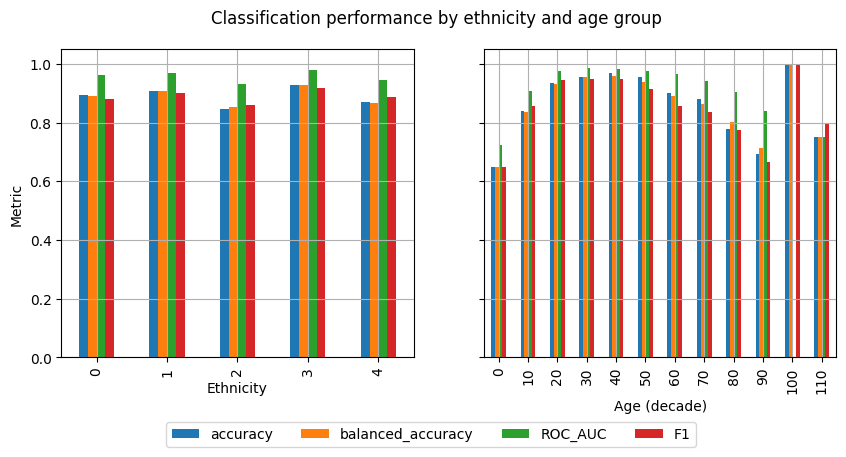 Classification performance by ethnicity and age group
Metric
1.0
0.8
0.6
0.4
0.2
0.0
0 1 2 3 4
Ethnicity
0 10 20 30 40 50 60 70 80 90 100 110
Age (decade)
accuracy balanced_accuracy ROC_AUC F1